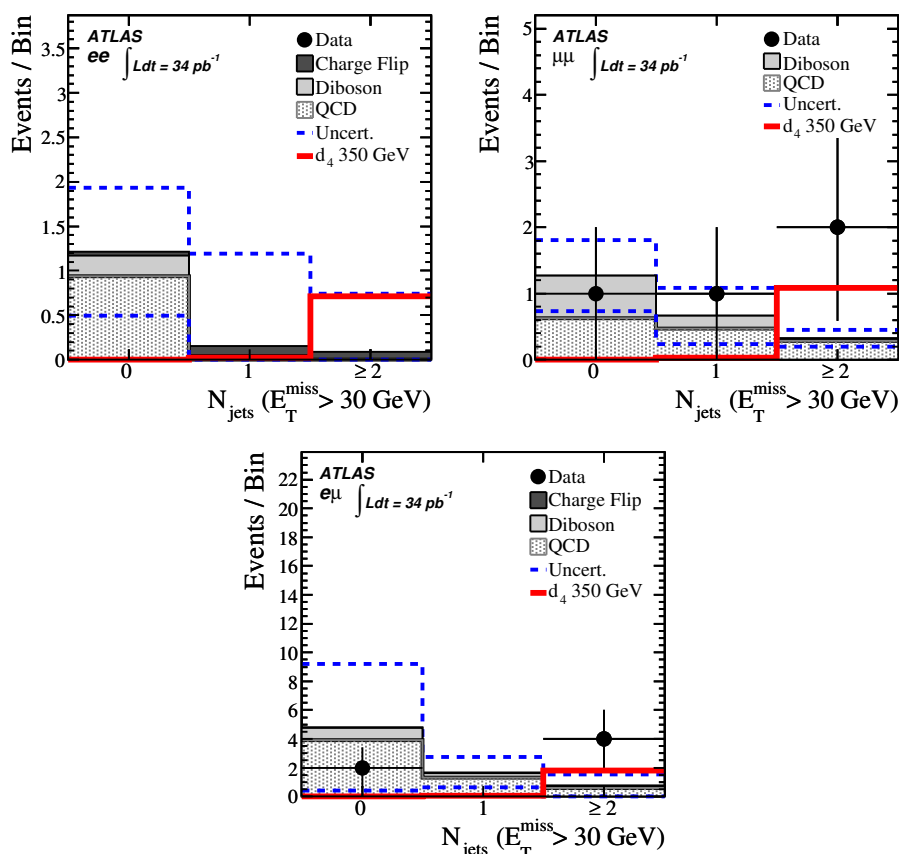 ATLAS
ee ∫Ldt = 34 pb⁻¹
Data
Charge Flip
Diboson
QCD
Uncert.
d₄ 350 GeV
Events / Bin
3.5
3
2.5
2
1.5
1
0.5
0
0 1 ≥ 2
N_jets (E_T^miss > 30 GeV)
ATLAS
μμ ∫Ldt = 34 pb⁻¹
Data
Diboson
QCD
Uncert.
d₄ 350 GeV
Events / Bin
5
4
3
2
1
0
0 1 ≥ 2
N_jets (E_T^miss > 30 GeV)
ATLAS
eμ ∫Ldt = 34 pb⁻¹
Data
Charge Flip
Diboson
QCD
Uncert.
d₄ 350 GeV
Events / Bin
22
20
18
16
14
12
10
8
6
4
2
0
0 1 ≥ 2
N_jets (E_T^miss > 30 GeV)